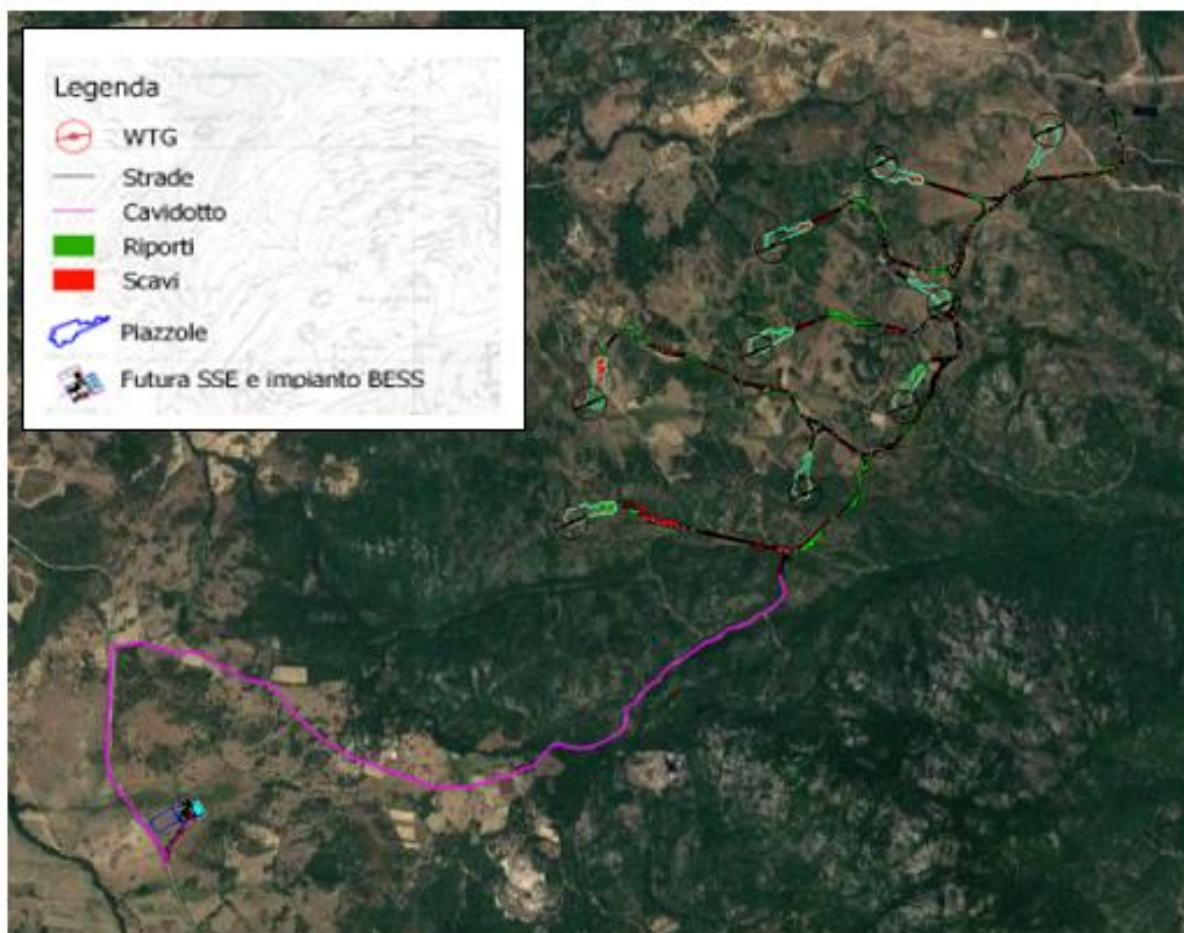 Legenda
WTG
Strade
Cavidotto
Riporti
Scavi
Piazzole
Futura SSE e impianto BESS